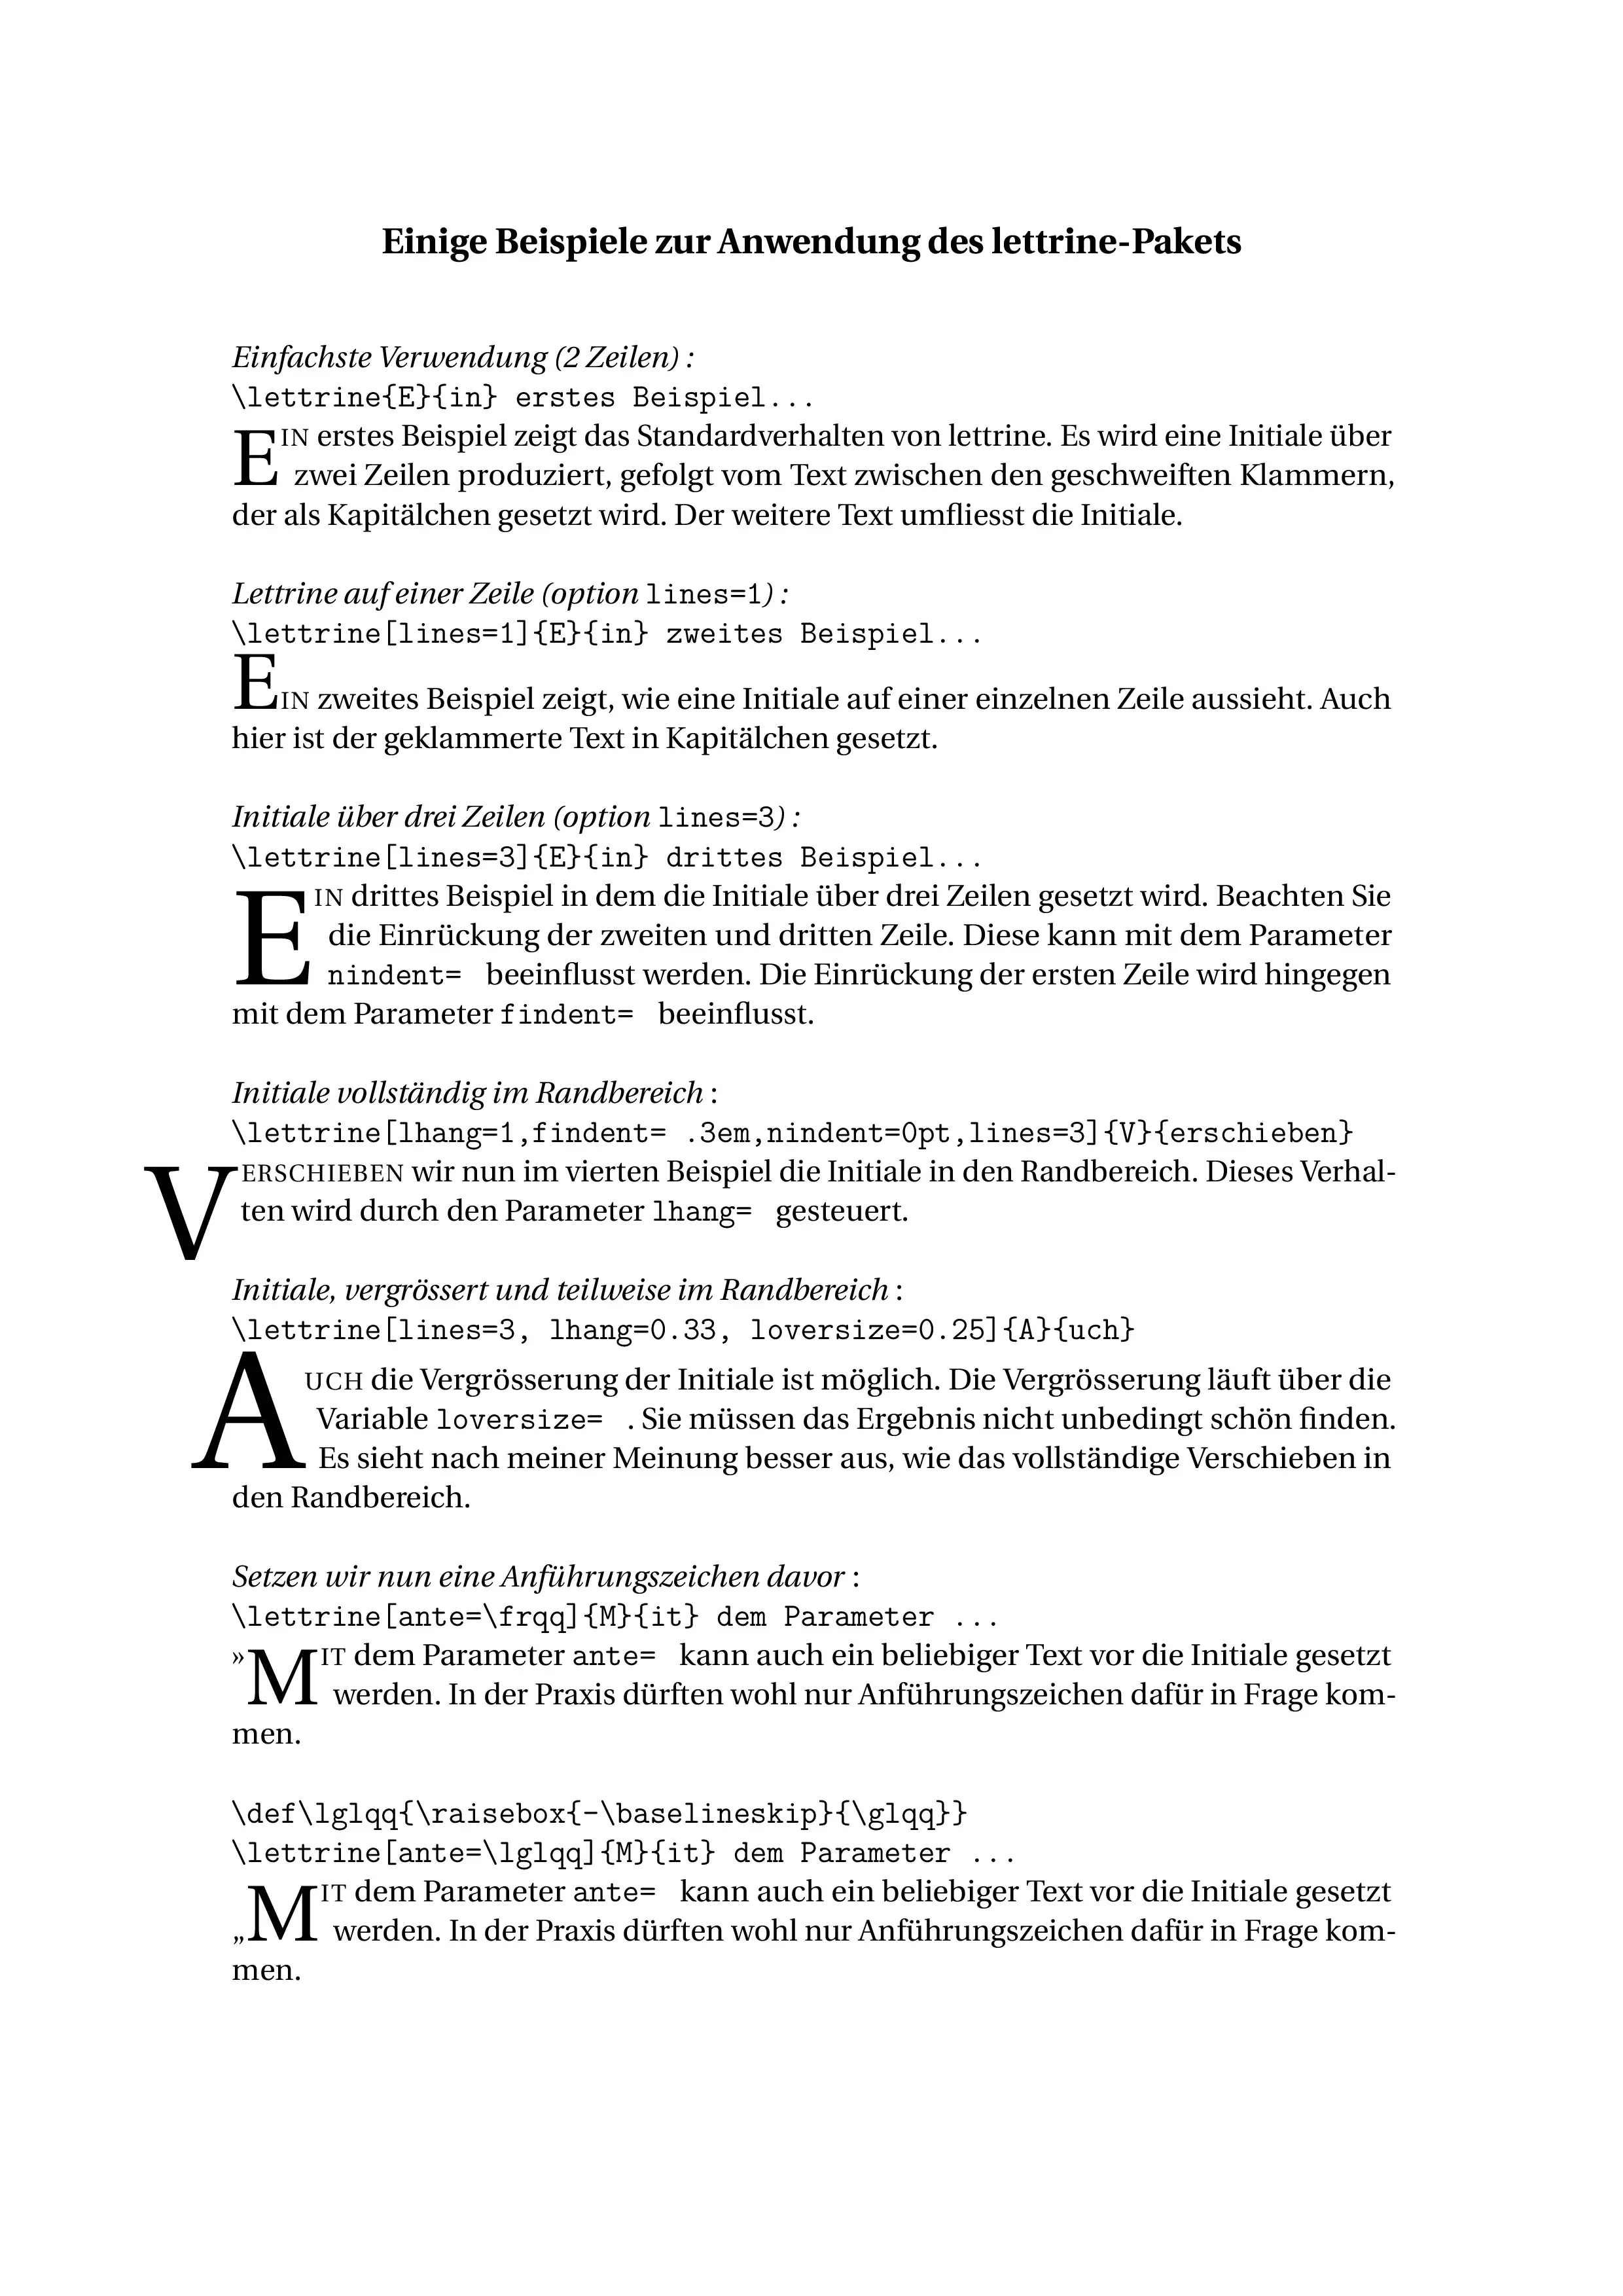 Einige Beispiele zur Anwendung des lettrine-Pakets
Einfachste Verwendung (2 Zeilen) :
\lettrine{E}{in} erstes Beispiel...
EIN erstes Beispiel zeigt das Standardverhalten von lettrine. Es wird eine Initiale über
zwei Zeilen produziert, gefolgt vom Text zwischen den geschweiften Klammern,
der als Kapitälchen gesetzt wird. Der weitere Text umfliesst die Initiale.
Lettrine auf einer Zeile (option lines=1) :
\lettrine[lines=1]{E}{in} zweites Beispiel...
EIN zweites Beispiel zeigt, wie eine Initiale auf einer einzelnen Zeile aussieht. Auch
hier ist der geklammerte Text in Kapitälchen gesetzt.
Initiale über drei Zeilen (option lines=3) :
\lettrine[lines=3]{E}{in} drittes Beispiel...
EIN drittes Beispiel in dem die Initiale über drei Zeilen gesetzt wird. Beachten Sie
die Einrückung der zweiten und dritten Zeile. Diese kann mit dem Parameter
nindent= beeinflusst werden. Die Einrückung der ersten Zeile wird hingegen
mit dem Parameter findent= beeinflusst.
Initiale vollständig im Randbereich :
\lettrine[lhang=1,findent= .3em,nindent=0pt,lines=3]{V}{erschieben}
VERSCHIEBEN wir nun im vierten Beispiel die Initiale in den Randbereich. Dieses Verhal-
ten wird durch den Parameter lhang= gesteuert.
Initiale, vergrössert und teilweise im Randbereich :
\lettrine[lines=3, lhang=0.33, loversize=0.25]{A}{uch}
AUCH die Vergrösserung der Initiale ist möglich. Die Vergrösserung läuft über die
Variable loversize= . Sie müssen das Ergebnis nicht unbedingt schön finden.
Es sieht nach meiner Meinung besser aus, wie das vollständige Verschieben in
den Randbereich.
Setzen wir nun eine Anführungszeichen davor :
\lettrine[ante=\frqq]{M}{it} dem Parameter ...
»MIT dem Parameter ante= kann auch ein beliebiger Text vor die Initiale gesetzt
werden. In der Praxis dürften wohl nur Anführungszeichen dafür in Frage kom-
men.
\def\lglqq{\raisebox{-\baselineskip}{\glqq}}
\lettrine[ante=\lglqq]{M}{it} dem Parameter ...
„MIT dem Parameter ante= kann auch ein beliebiger Text vor die Initiale gesetzt
werden. In der Praxis dürften wohl nur Anführungszeichen dafür in Frage kom-
men.